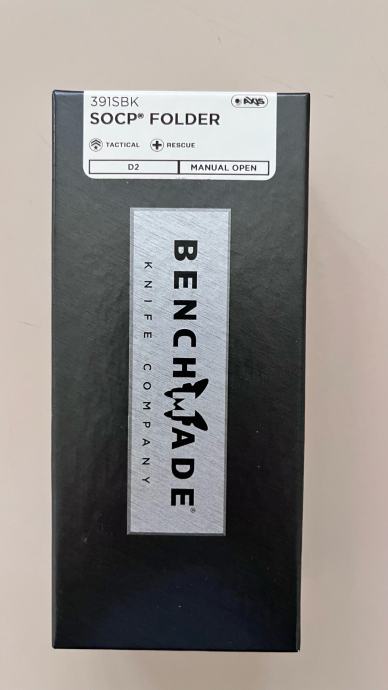 391SBK
AXIS
SOCP® FOLDER
TACTICAL
RESCUE
D2
MANUAL OPEN
BENCHMADE®
KNIFE COMPANY